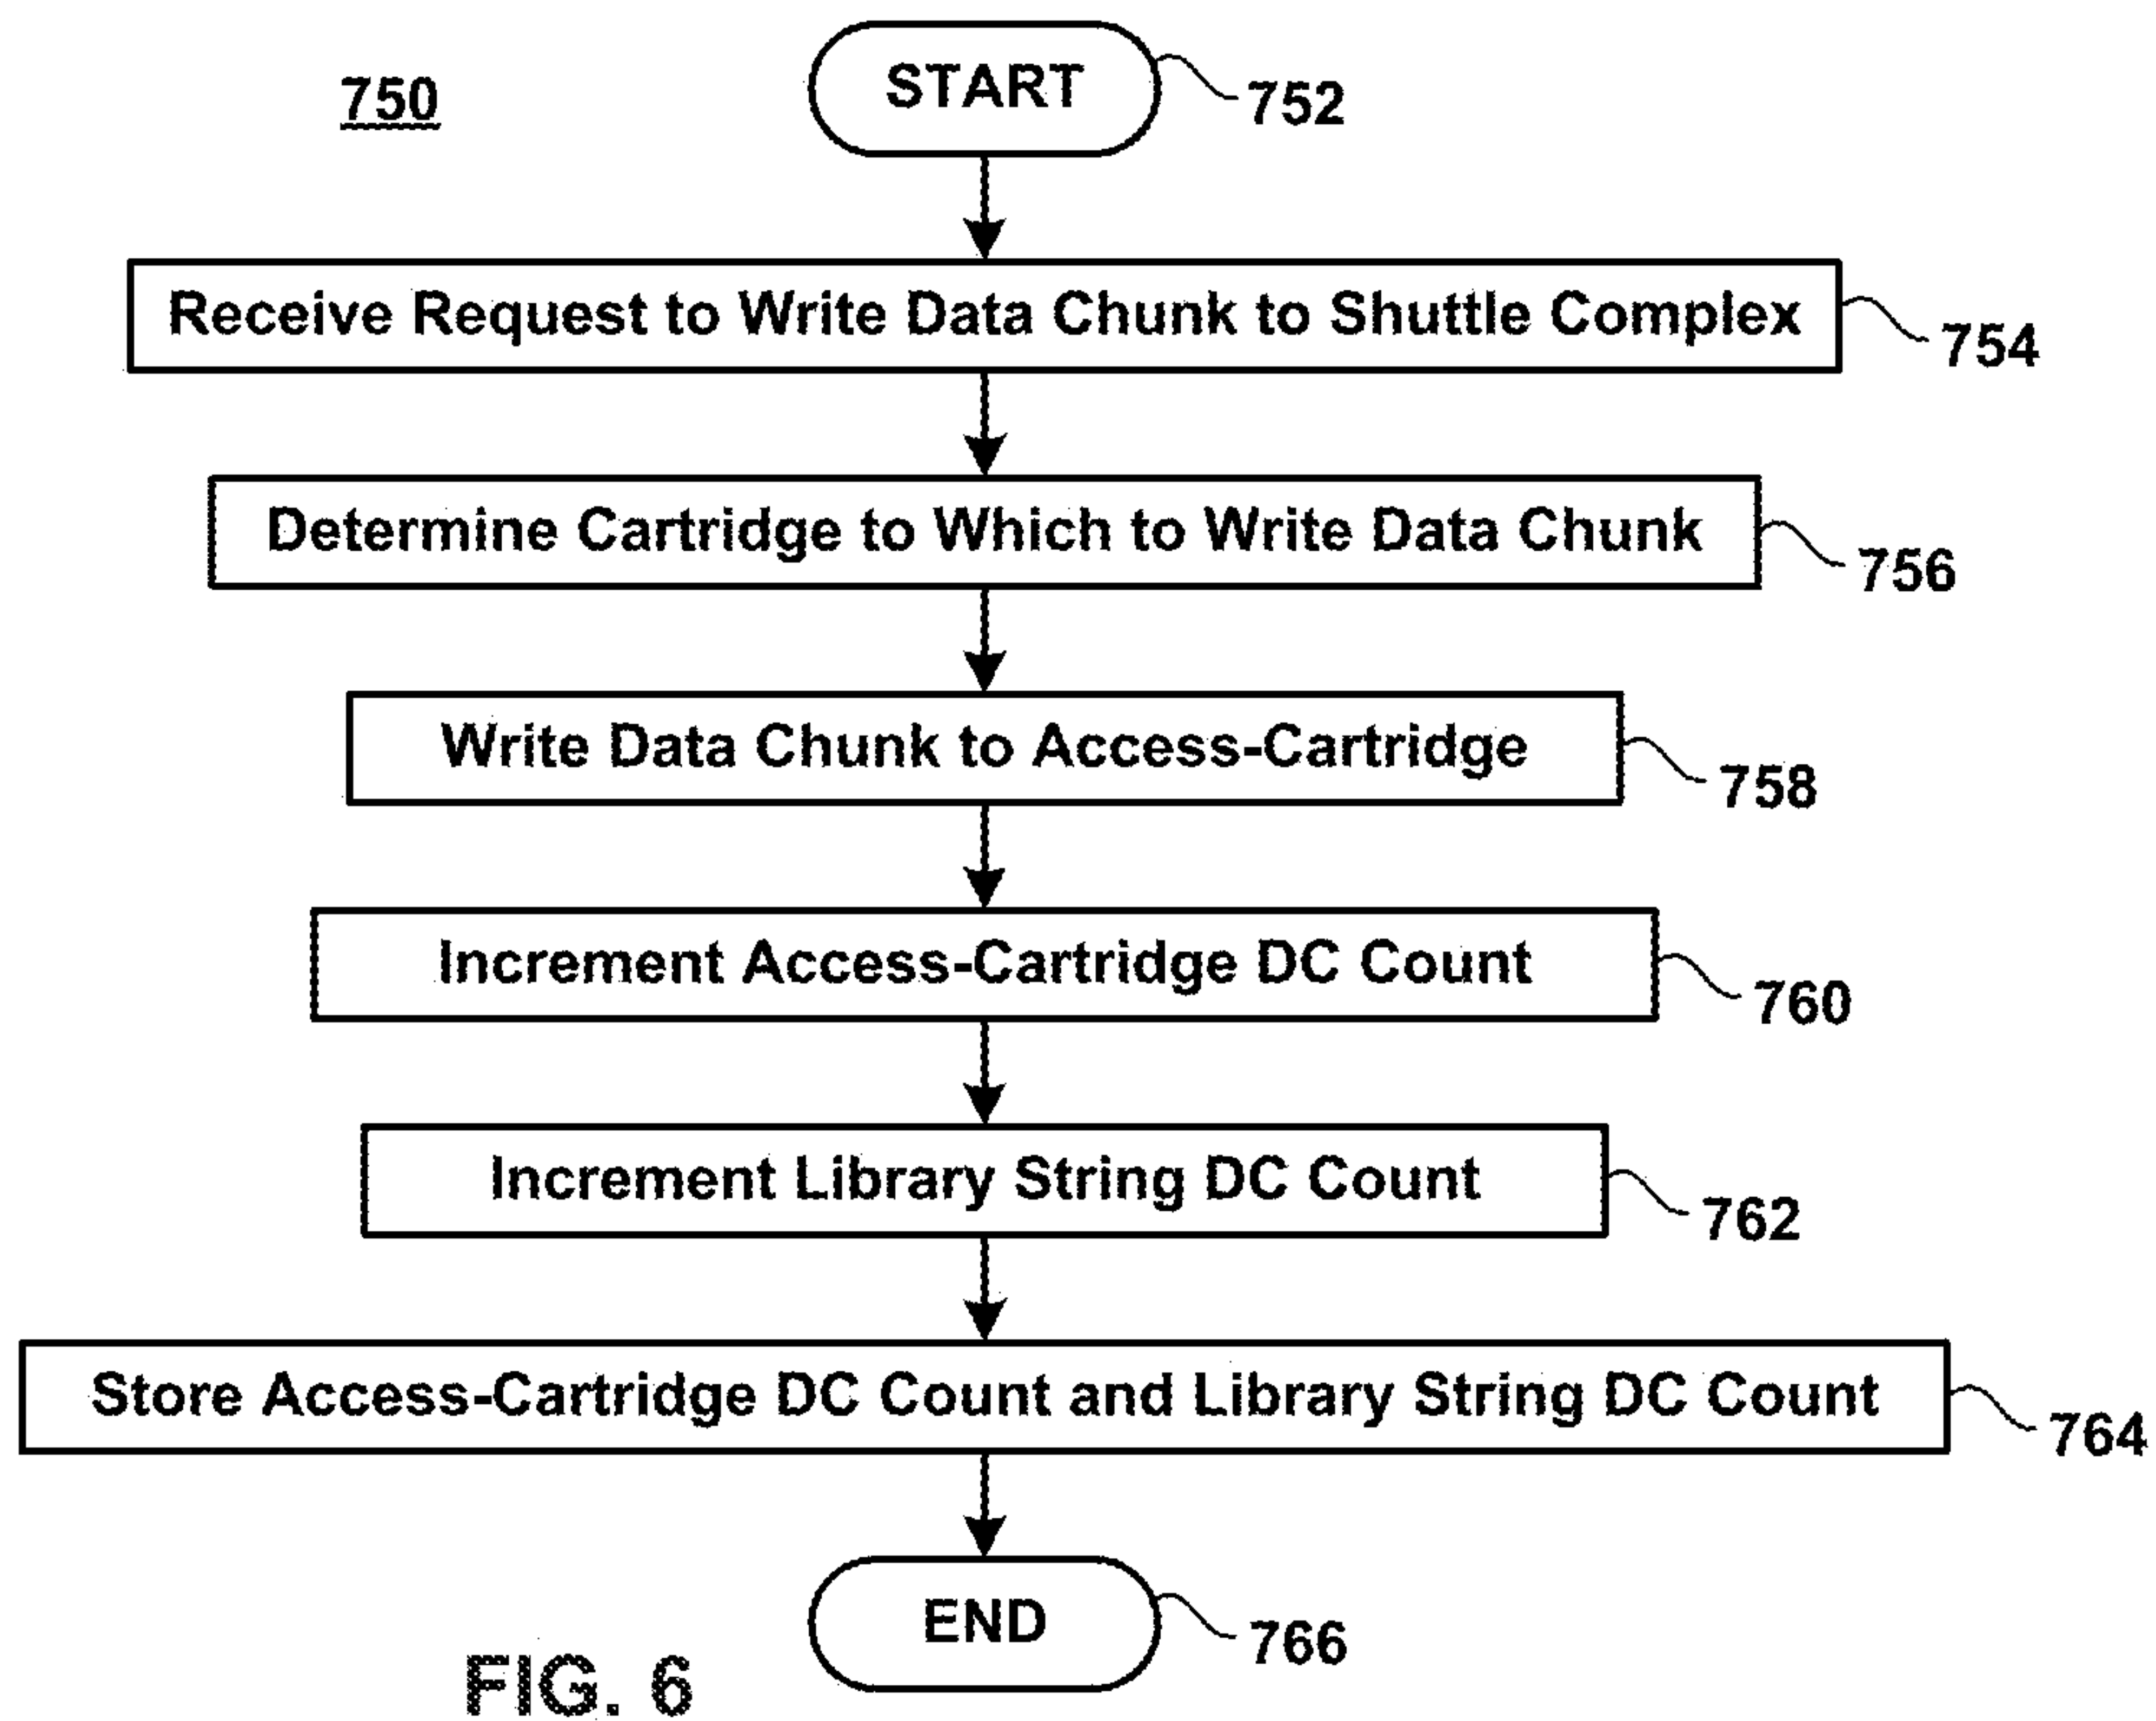 750
START
752
Receive Request to Write Data Chunk to Shuttle Complex
754
Determine Cartridge to Which to Write Data Chunk
756
Write Data Chunk to Access-Cartridge
758
Increment Access-Cartridge DC Count
760
Increment Library String DC Count
762
Store Access-Cartridge DC Count and Library String DC Count
764
END
766
FIG. 6